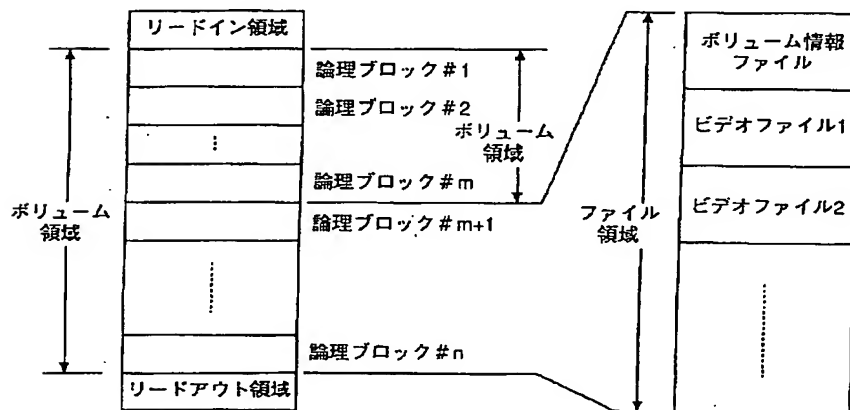 リードイン領域
論理ブロック#1
論理ブロック#2
ボリューム
領域
論理ブロック#m
論理ブロック#m+1
論理ブロック#n
リードアウト領域
ボリューム
領域
ファイル
領域
ボリューム情報
ファイル
ビデオファイル1
ビデオファイル2